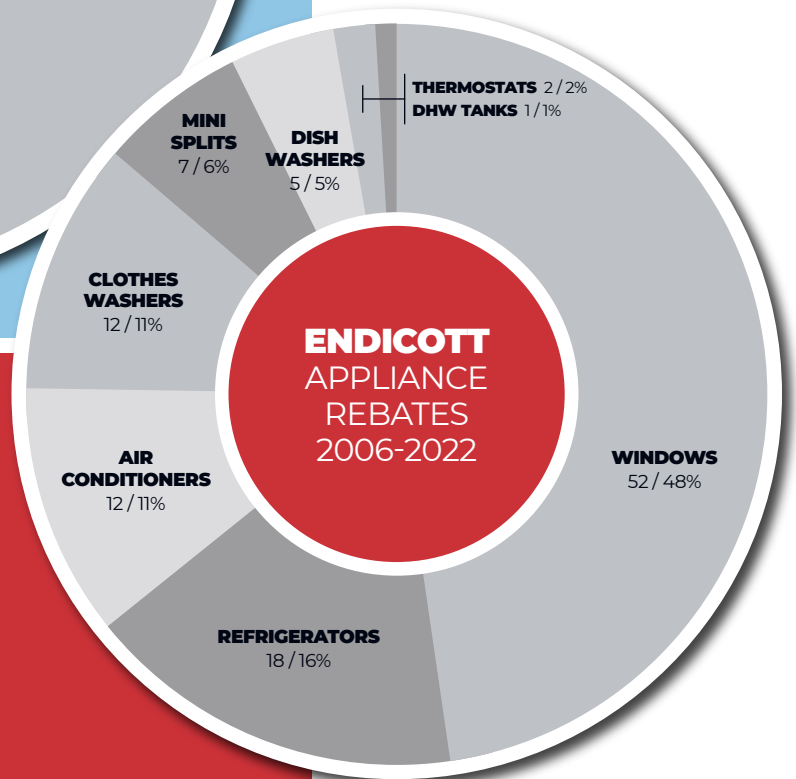 THERMOSTATS 2 / 2%
DHW TANKS 1 / 1%
MINI
SPLITS
7 / 6%
DISH
WASHERS
5 / 5%
CLOTHES
WASHERS
12 / 11%
ENDICOTT
APPLIANCE
REBATES
2006-2022
AIR
CONDITIONERS
12 / 11%
WINDOWS
52 / 48%
REFRIGERATORS
18 / 16%